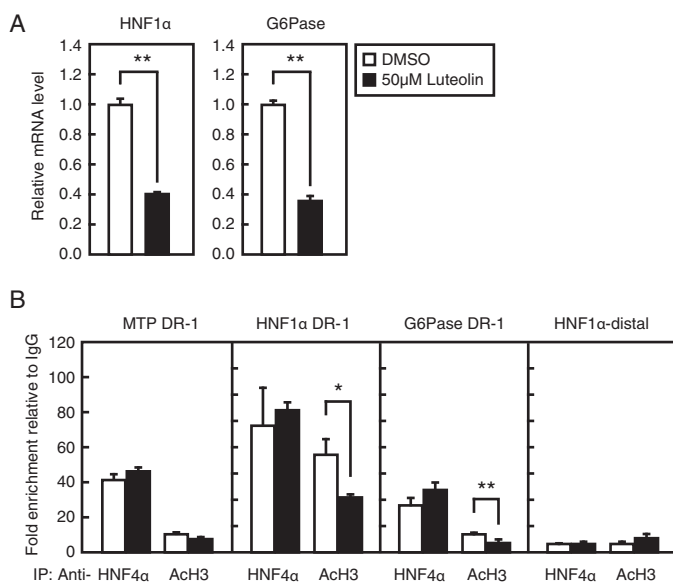 A
HNF1α G6Pase
DMSO
50μM Luteolin
Relative mRNA level
1.4 1.4
1.2 1.2
1.0 1.0
0.8 0.8
0.6 0.6
0.4 0.4
0.2 0.2
0.0 0.0
** **
B
MTP DR-1 HNF1α DR-1 G6Pase DR-1 HNF1α-distal
Fold enrichment relative to IgG
120
100
80
60
40
20
0
* **
IP: Anti- HNF4α AcH3 HNF4α AcH3 HNF4α AcH3 HNF4α AcH3